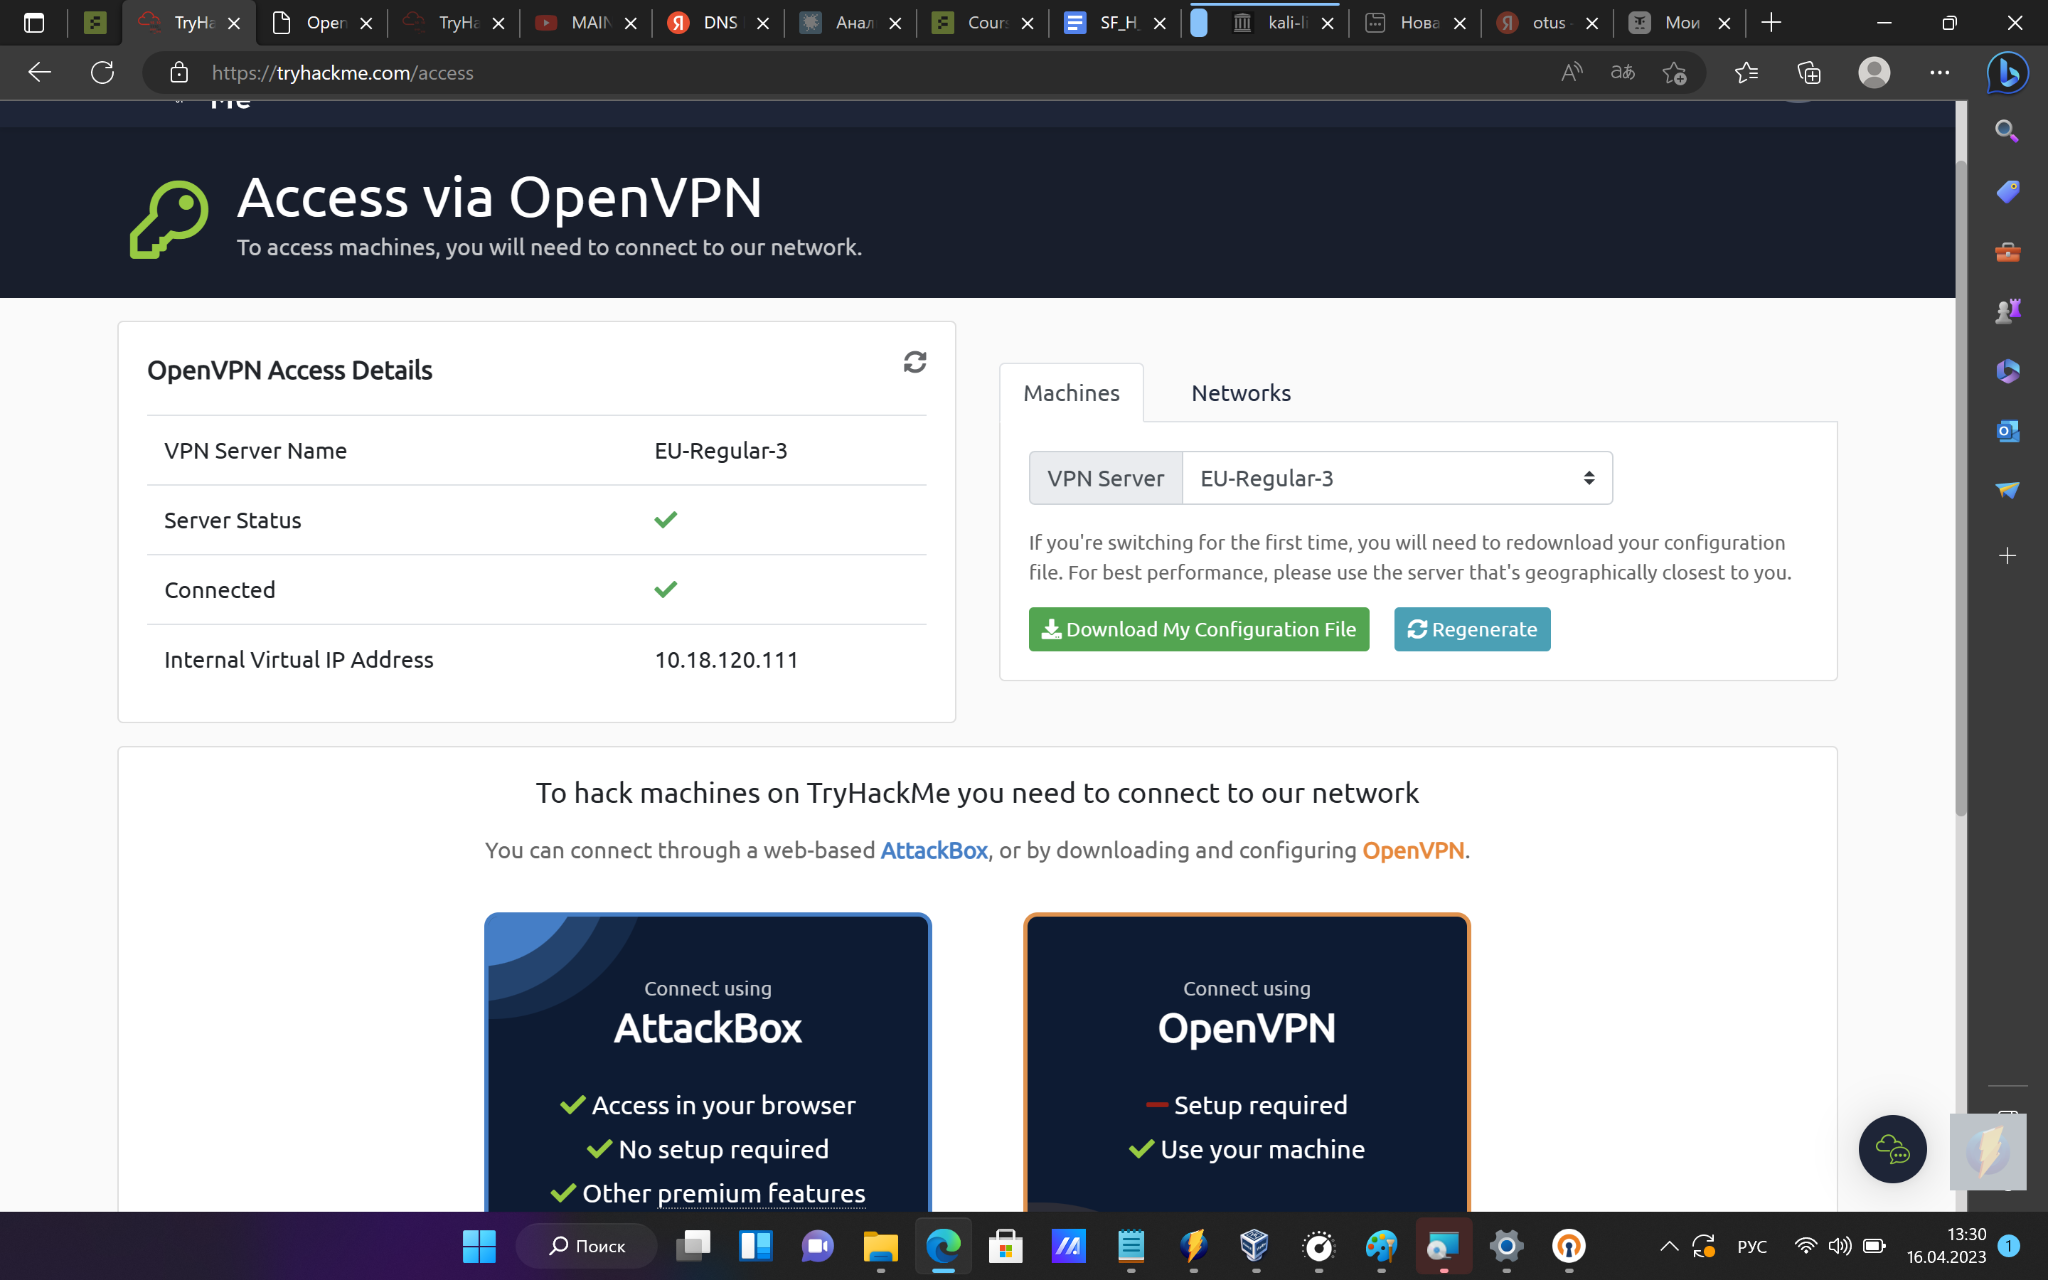 TryHa
Open
TryHa
MAIN
DNS
Анал
Cours
SF_H_
kali-li
Нова
otus -
Мои
https://tryhackme.com/access
Me
Access via OpenVPN
To access machines, you will need to connect to our network.
OpenVPN Access Details
VPN Server Name EU-Regular-3
Server Status
Connected
Internal Virtual IP Address 10.18.120.111
Machines Networks
VPN Server EU-Regular-3
If you're switching for the first time, you will need to redownload your configuration
file. For best performance, please use the server that's geographically closest to you.
Download My Configuration File Regenerate
To hack machines on TryHackMe you need to connect to our network
You can connect through a web-based AttackBox, or by downloading and configuring OpenVPN.
Connect using
AttackBox
Access in your browser
No setup required
Other premium features
Connect using
OpenVPN
Setup required
Use your machine
Поиск
РУС
13:30
16.04.2023
1